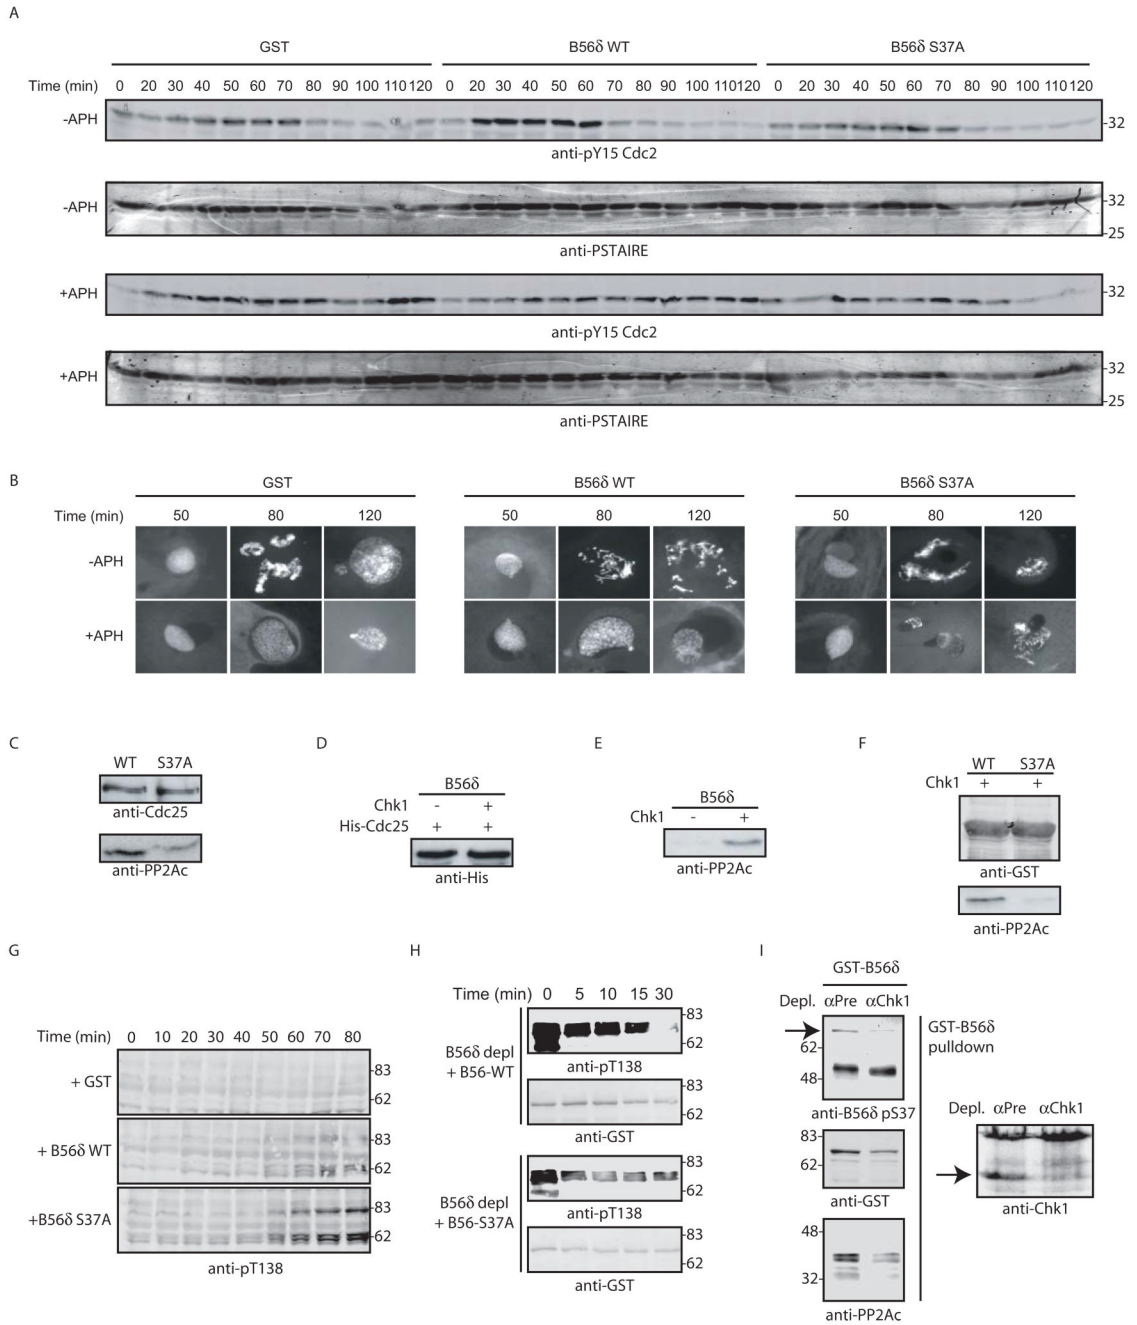 A
GST B56δ WT B56δ S37A
Time (min) 0 20 30 40 50 60 70 80 90 100 110 120 0 20 30 40 50 60 70 80 90 100 110 120 0 20 30 40 50 60 70 80 90 100 110 120
-APH -32
anti-pY15 Cdc2
-APH -32
-25
anti-PSTAIRE
+APH -32
anti-pY15 Cdc2
+APH -32
-25
anti-PSTAIRE
B
GST B56δ WT B56δ S37A
Time (min) 50 80 120 50 80 120 50 80 120
-APH
+APH
C
WT S37A
anti-Cdc25
anti-PP2Ac
D
B56δ
Chk1 - +
His-Cdc25 + +
anti-His
E
B56δ
Chk1 - +
anti-PP2Ac
F
WT S37A
Chk1 + +
anti-GST
anti-PP2Ac
G
Time (min) 0 10 20 30 40 50 60 70 80
+ GST -83
-62
+ B56δ WT -83
-62
+B56δ S37A -83
-62
anti-pT138
H
Time (min) 0 5 10 15 30
B56δ depl
+ B56-WT
-83
-62
anti-pT138
-83
-62
anti-GST
B56δ depl
+ B56-S37A
-83
-62
anti-pT138
-83
-62
anti-GST
I
GST-B56δ
Depl. αPre αChk1
62-
48-
anti-B56δ pS37
83-
62-
anti-GST
48-
32-
anti-PP2Ac
GST-B56δ
pulldown
Depl. αPre αChk1
anti-Chk1